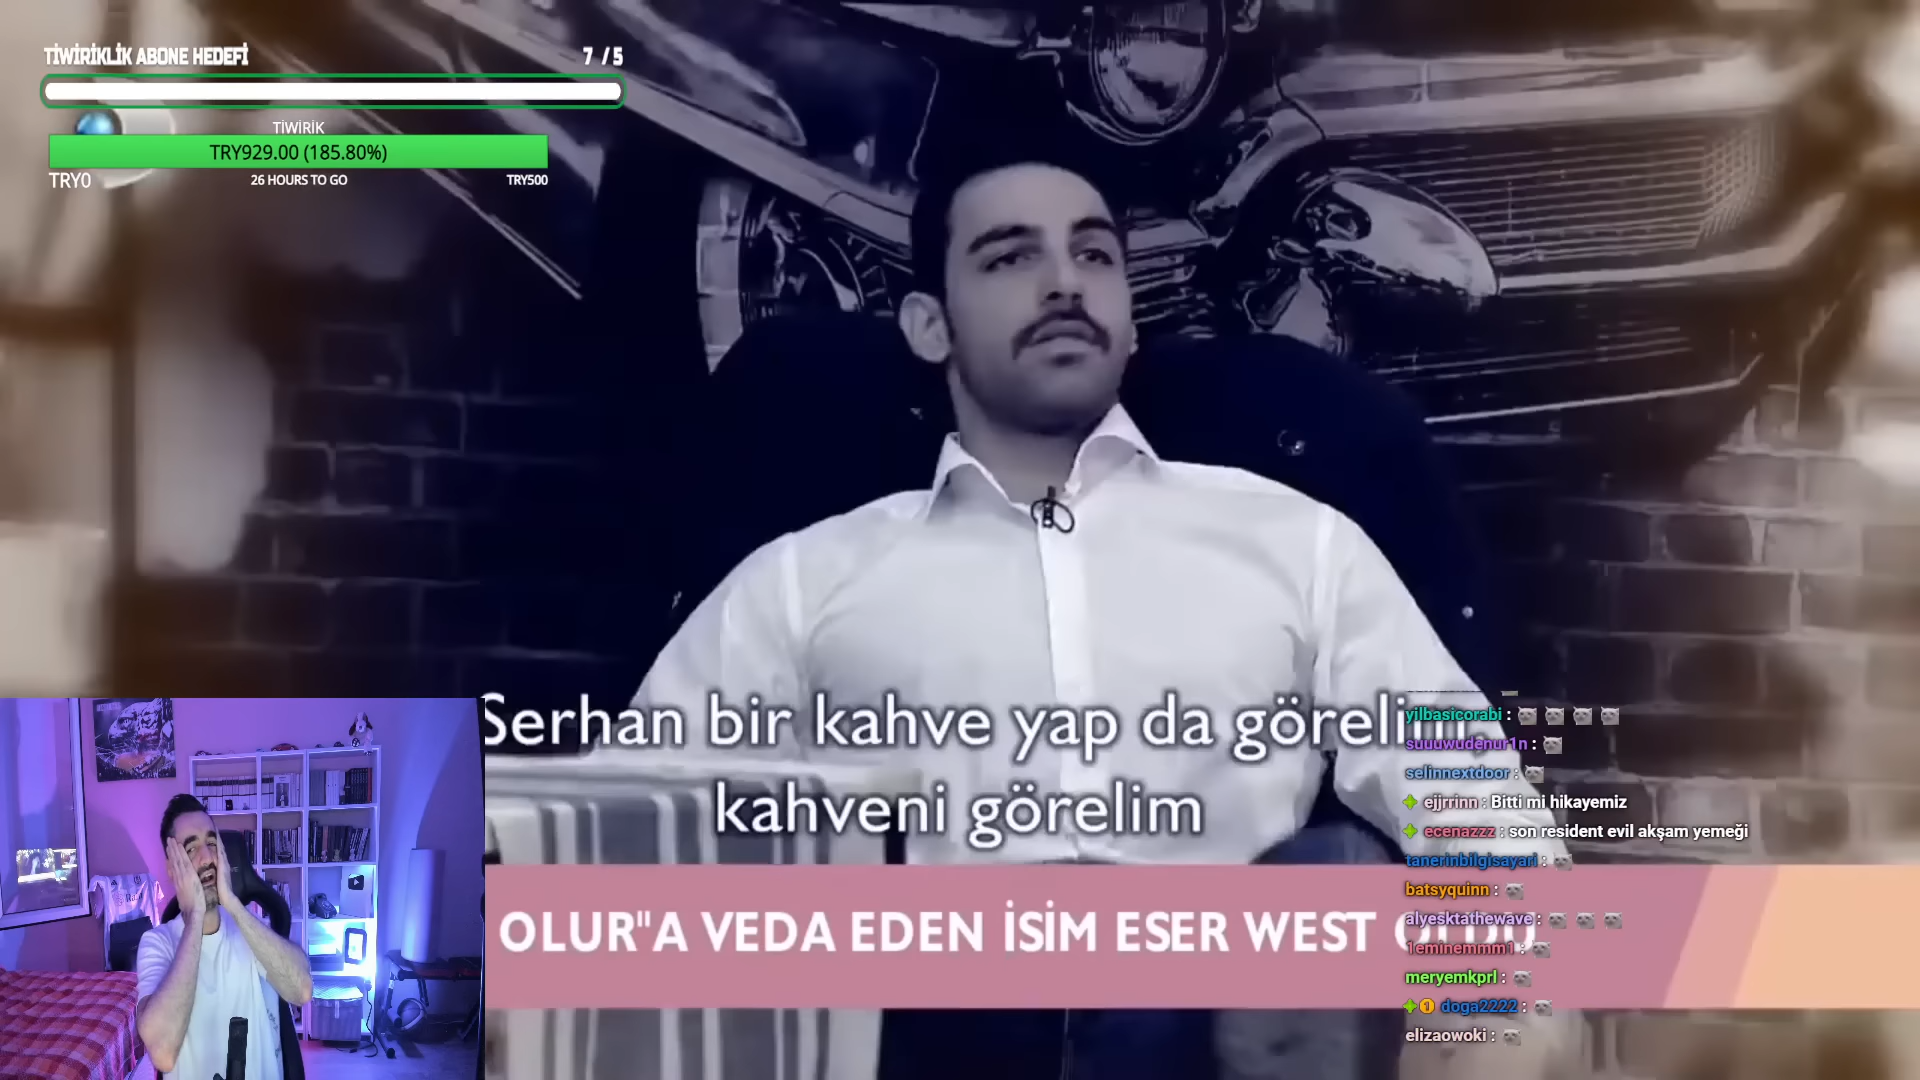 TİWİRİKLİK ABONE HEDEFİ
7 / 5
TİWİRİK
TRY929.00 (185.80%)
TRY0
26 HOURS TO GO
TRY500
Serhan bir kahve yap da görelim
kahveni görelim
OLUR"A VEDA EDEN İSİM ESER WEST
yilbasicorabi :
suuuwudenur1n :
selinnextdoor :
ejjrrinn : Bitti mi hikayemiz
ecenazzz : son resident evil akşam yemeği
tanerinbilgisayari :
batsyquinn :
alyesktathewave :
1eminemmm1 :
meryemkprl :
1 doga2222 :
elizaowoki :